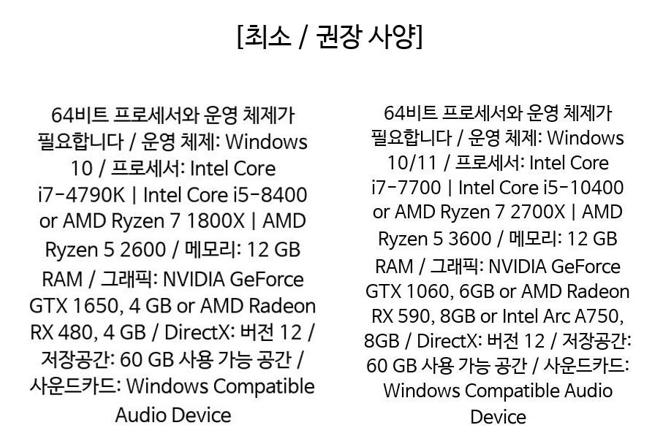 [최소 / 권장 사양]
64비트 프로세서와 운영 체제가
필요합니다 / 운영 체제: Windows
10 / 프로세서: Intel Core
i7-4790K | Intel Core i5-8400
or AMD Ryzen 7 1800X | AMD
Ryzen 5 2600 / 메모리: 12 GB
RAM / 그래픽: NVIDIA GeForce
GTX 1650, 4 GB or AMD Radeon
RX 480, 4 GB / DirectX: 버전 12 /
저장공간: 60 GB 사용 가능 공간 /
사운드카드: Windows Compatible
Audio Device
64비트 프로세서와 운영 체제가
필요합니다 / 운영 체제: Windows
10/11 / 프로세서: Intel Core
i7-7700 | Intel Core i5-10400
or AMD Ryzen 7 2700X | AMD
Ryzen 5 3600 / 메모리: 12 GB
RAM / 그래픽: NVIDIA GeForce
GTX 1060, 6GB or AMD Radeon
RX 590, 8GB or Intel Arc A750,
8GB / DirectX: 버전 12 / 저장공간:
60 GB 사용 가능 공간 / 사운드카드:
Windows Compatible Audio
Device